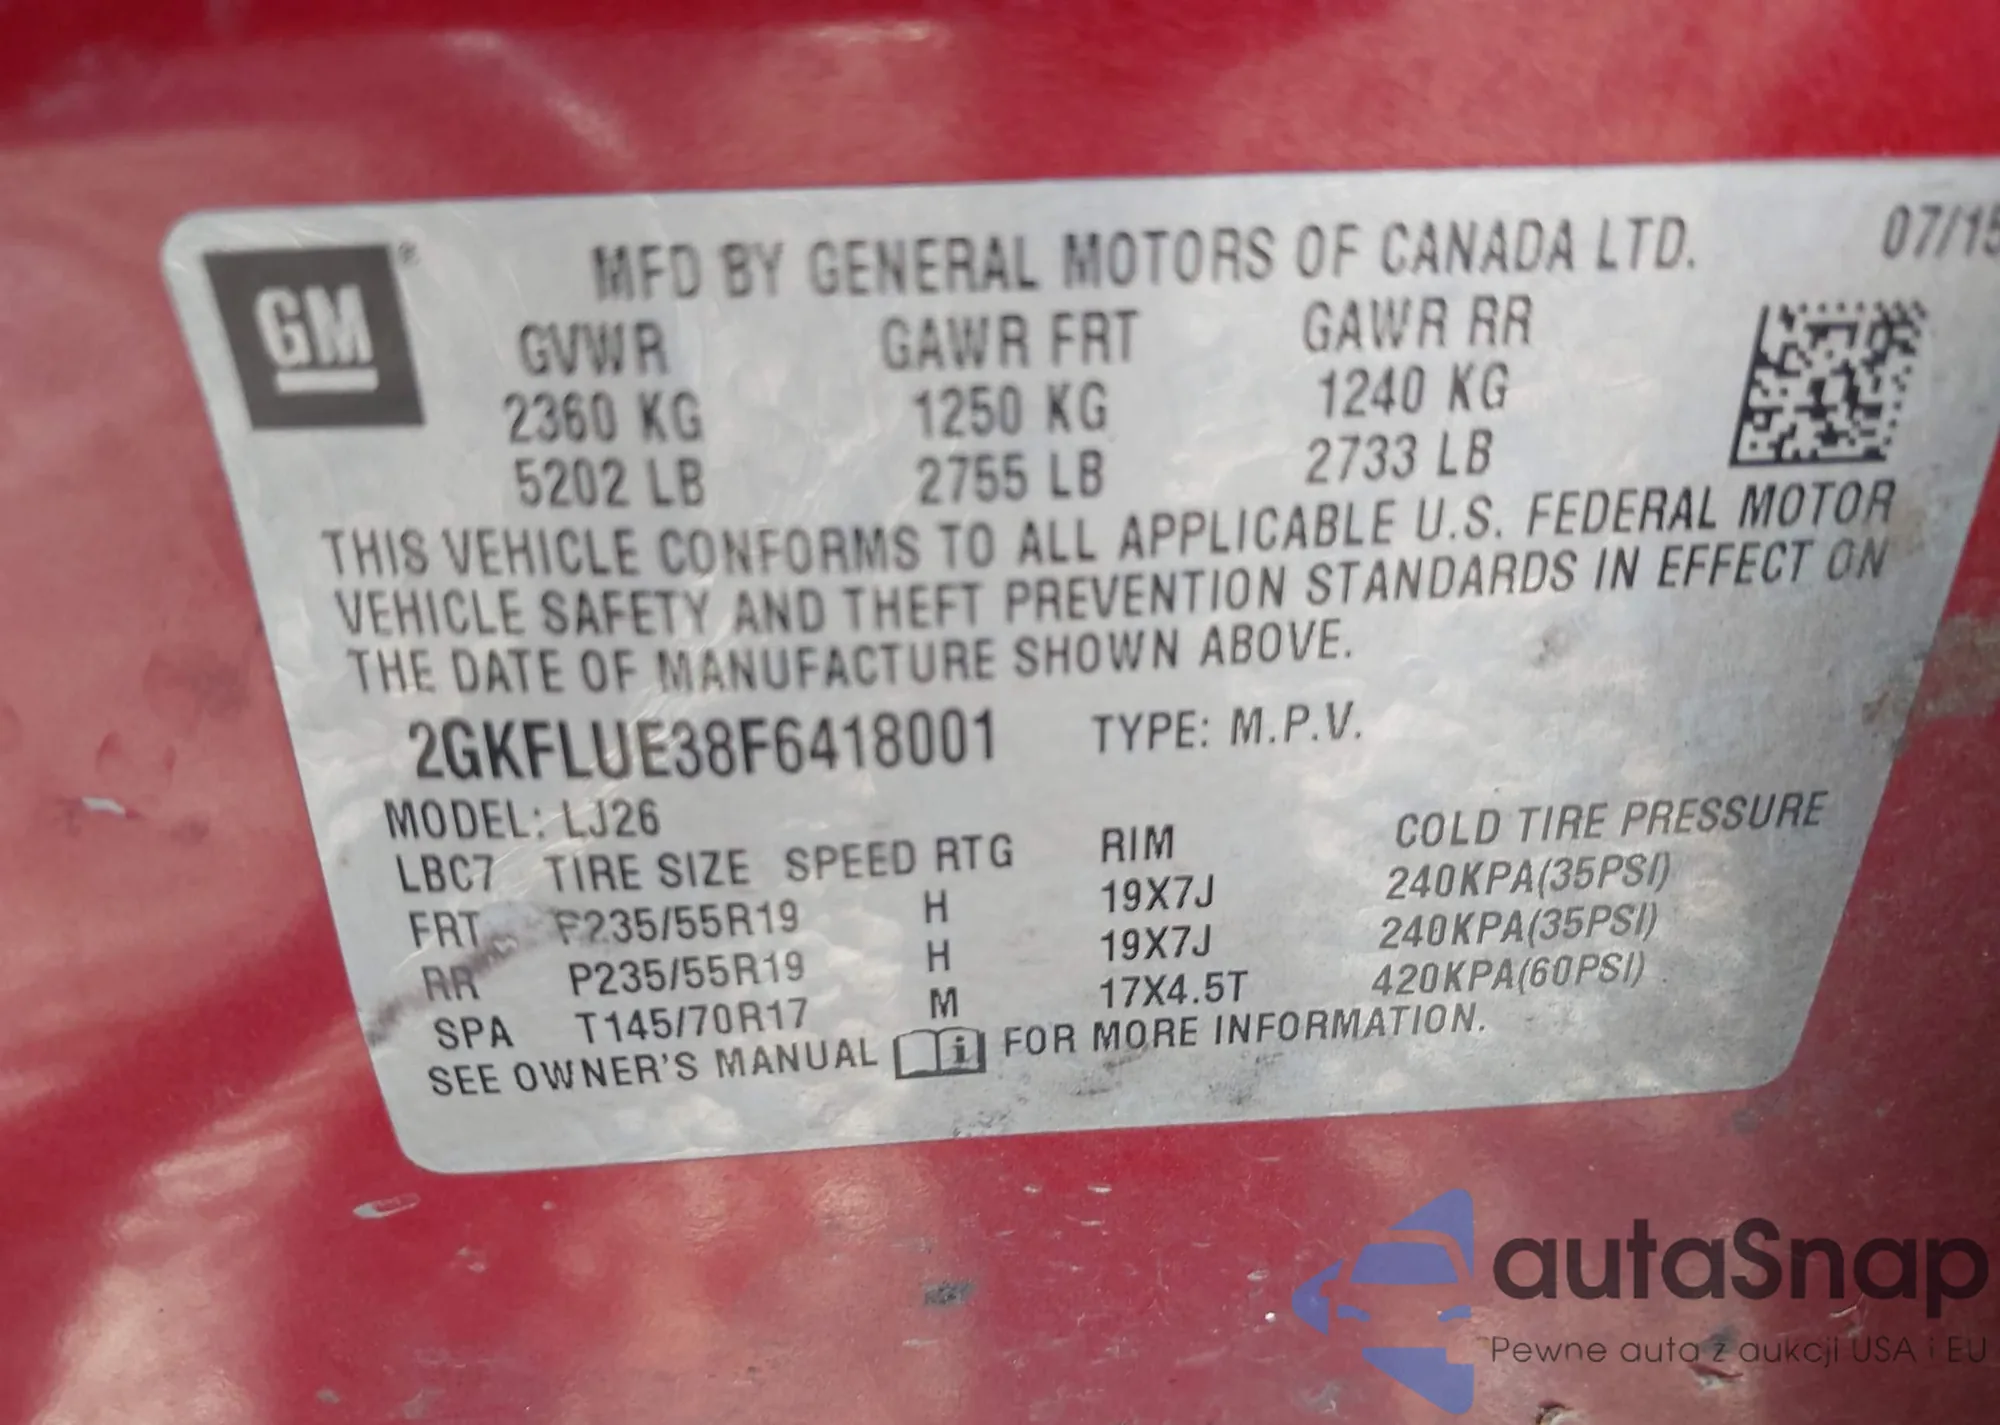 GM®
MFD BY GENERAL MOTORS OF CANADA LTD. 07/15
GVWR GAWR FRT GAWR RR
2360 KG 1250 KG 1240 KG
5202 LB 2755 LB 2733 LB
THIS VEHICLE CONFORMS TO ALL APPLICABLE U.S. FEDERAL MOTOR
VEHICLE SAFETY AND THEFT PREVENTION STANDARDS IN EFFECT ON
THE DATE OF MANUFACTURE SHOWN ABOVE.
2GKFLUE38F6418001 TYPE: M.P.V.
MODEL: LJ26
LBC7 TIRE SIZE SPEED RTG RIM COLD TIRE PRESSURE
FRT P235/55R19 H 19X7J 240KPA(35PSI)
RR P235/55R19 H 19X7J 240KPA(35PSI)
SPA T145/70R17 M 17X4.5T 420KPA(60PSI)
SEE OWNER'S MANUAL FOR MORE INFORMATION.
autaSnap
Pewne auta z aukcji USA i EU